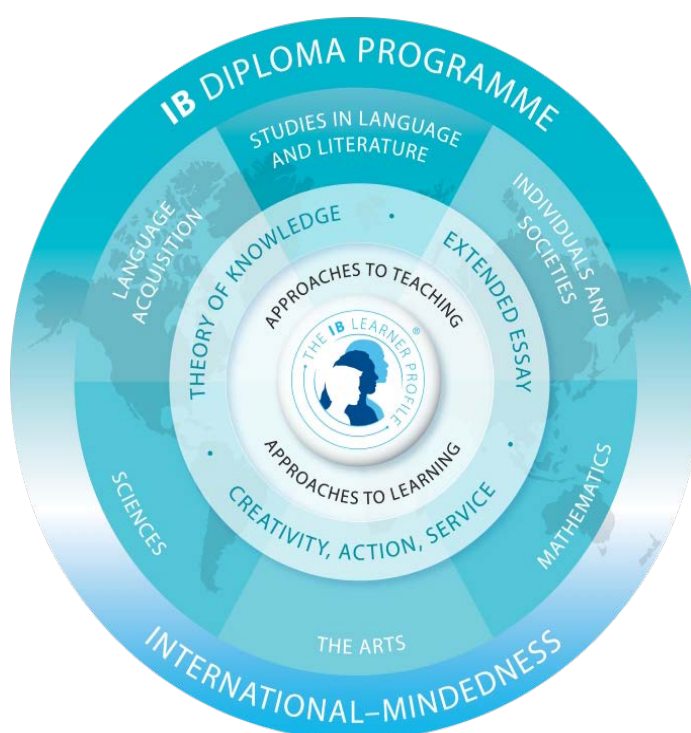 IB DIPLOMA PROGRAMME
STUDIES IN LANGUAGE
AND LITERATURE
LANGUAGE
ACQUISITION
INDIVIDUALS AND
SOCIETIES
THEORY OF KNOWLEDGE
·
EXTENDED ESSAY
APPROACHES TO TEACHING
THE IB LEARNER PROFILE®
APPROACHES TO LEARNING
·
CREATIVITY, ACTION, SERVICE
·
SCIENCES
MATHEMATICS
THE ARTS
INTERNATIONAL–MINDEDNESS